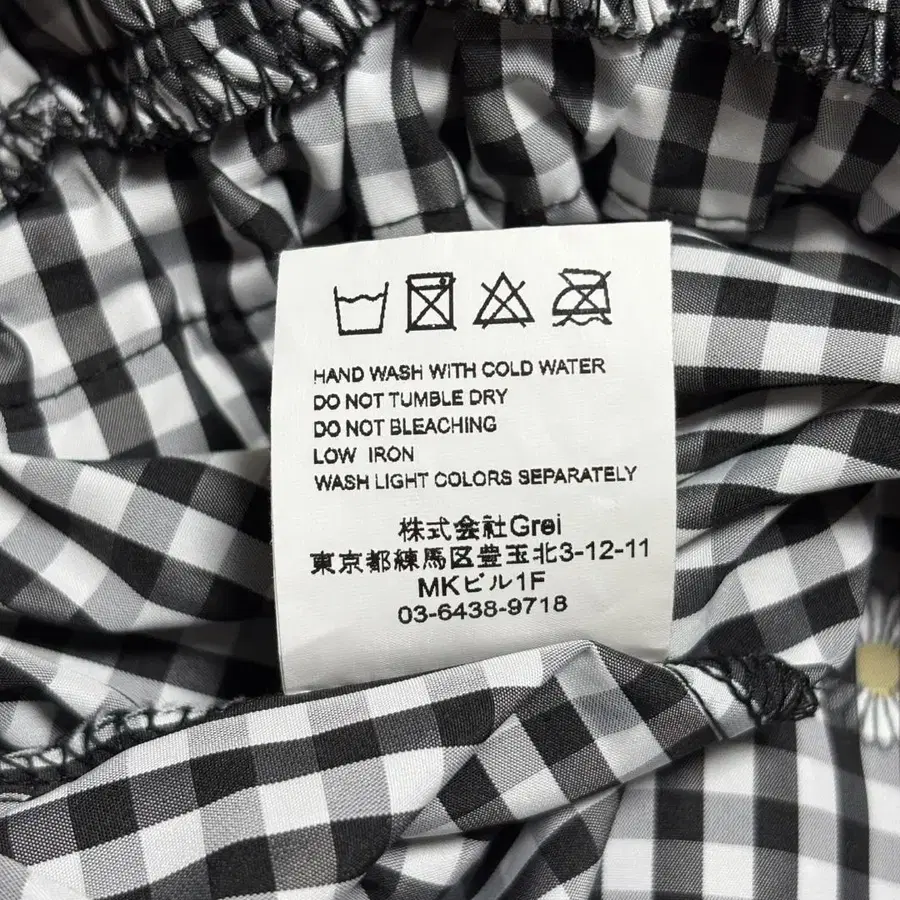 HAND WASH WITH COLD WATER
DO NOT TUMBLE DRY
DO NOT BLEACHING
LOW IRON
WASH LIGHT COLORS SEPARATELY
株式会社Grei
東京都練馬区豊玉北3-12-11
MKビル1F
03-6438-9718